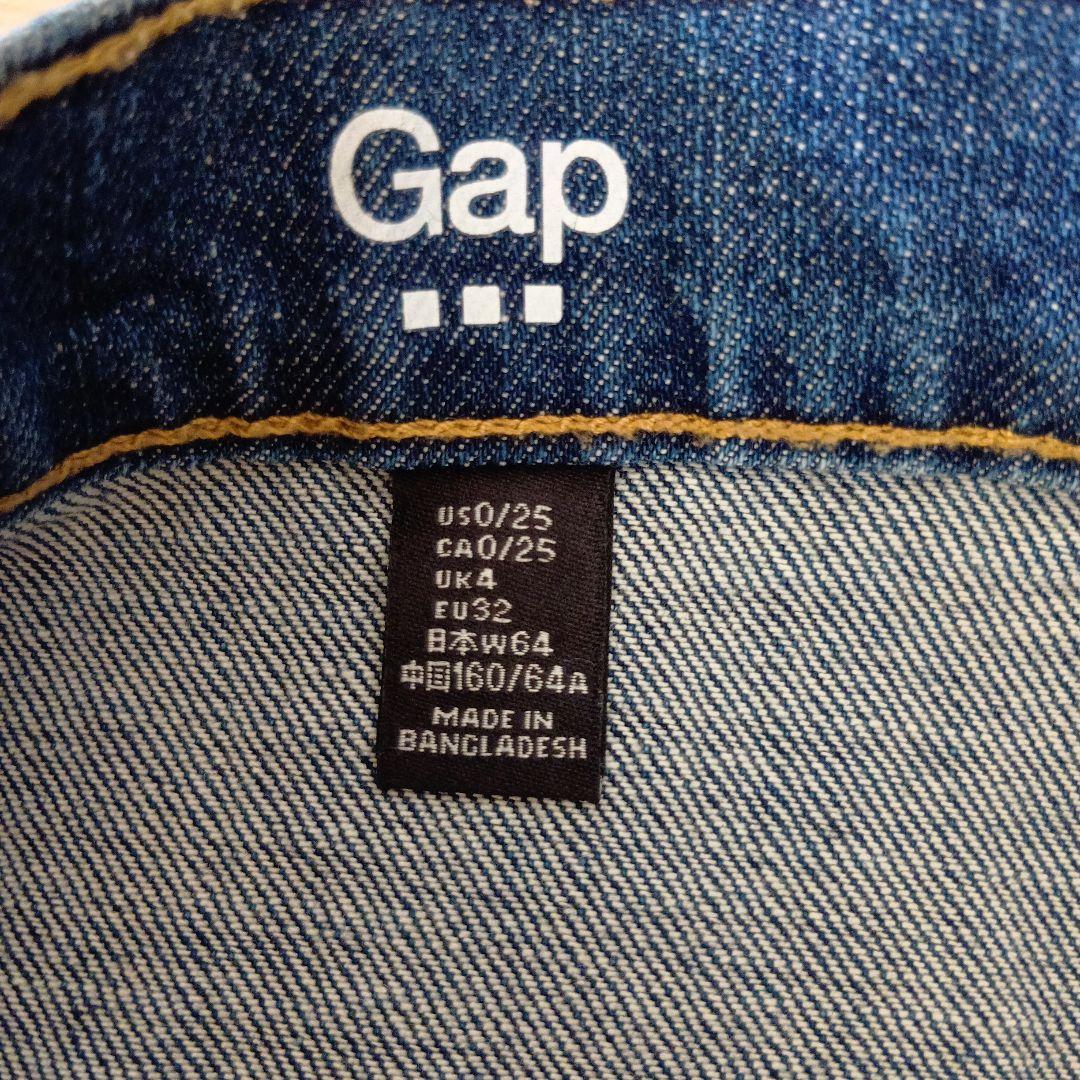 Gap
US0/25
CA0/25
UK4
EU32
日本W64
中国160/64A
MADE IN
BANGLADESH